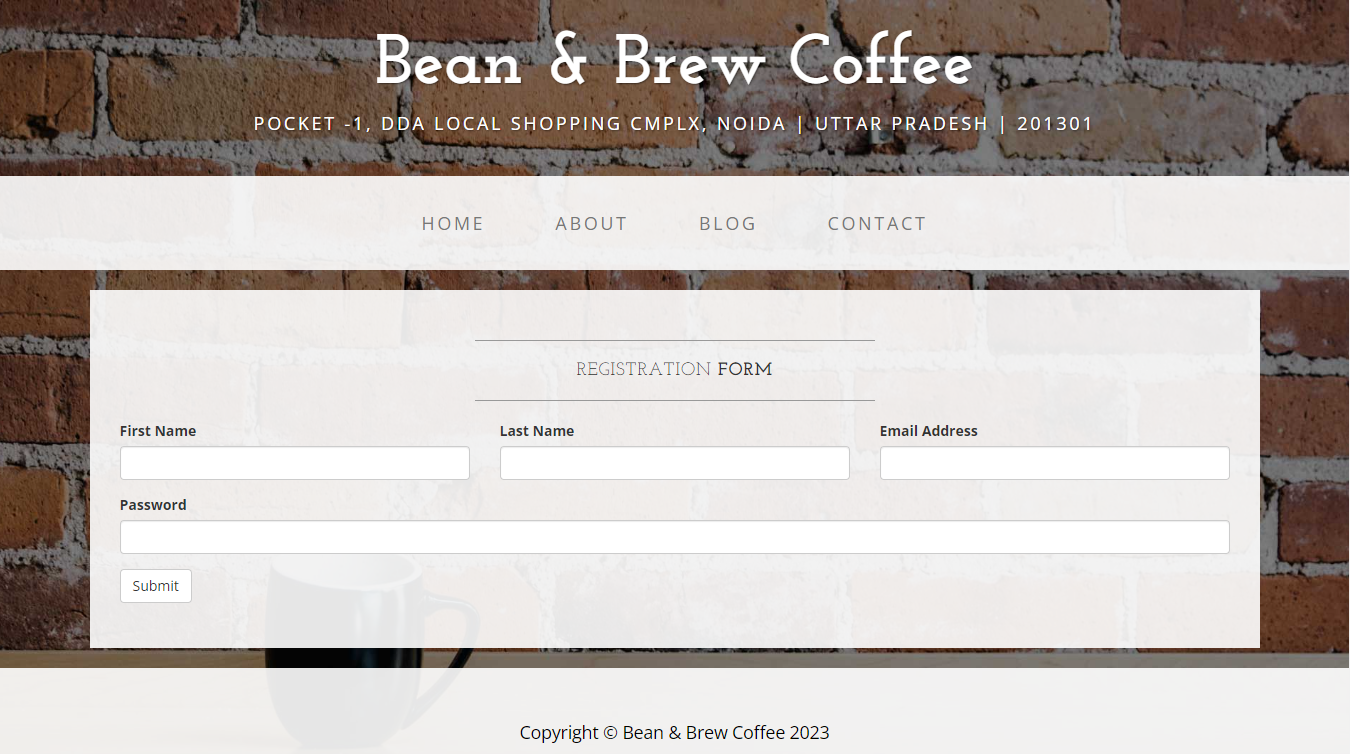 Bean & Brew Coffee
POCKET -1, DDA LOCAL SHOPPING CMPLX, NOIDA | UTTAR PRADESH | 201301
HOME ABOUT BLOG CONTACT
REGISTRATION FORM
First Name Last Name Email Address
Password
Submit
Copyright © Bean & Brew Coffee 2023